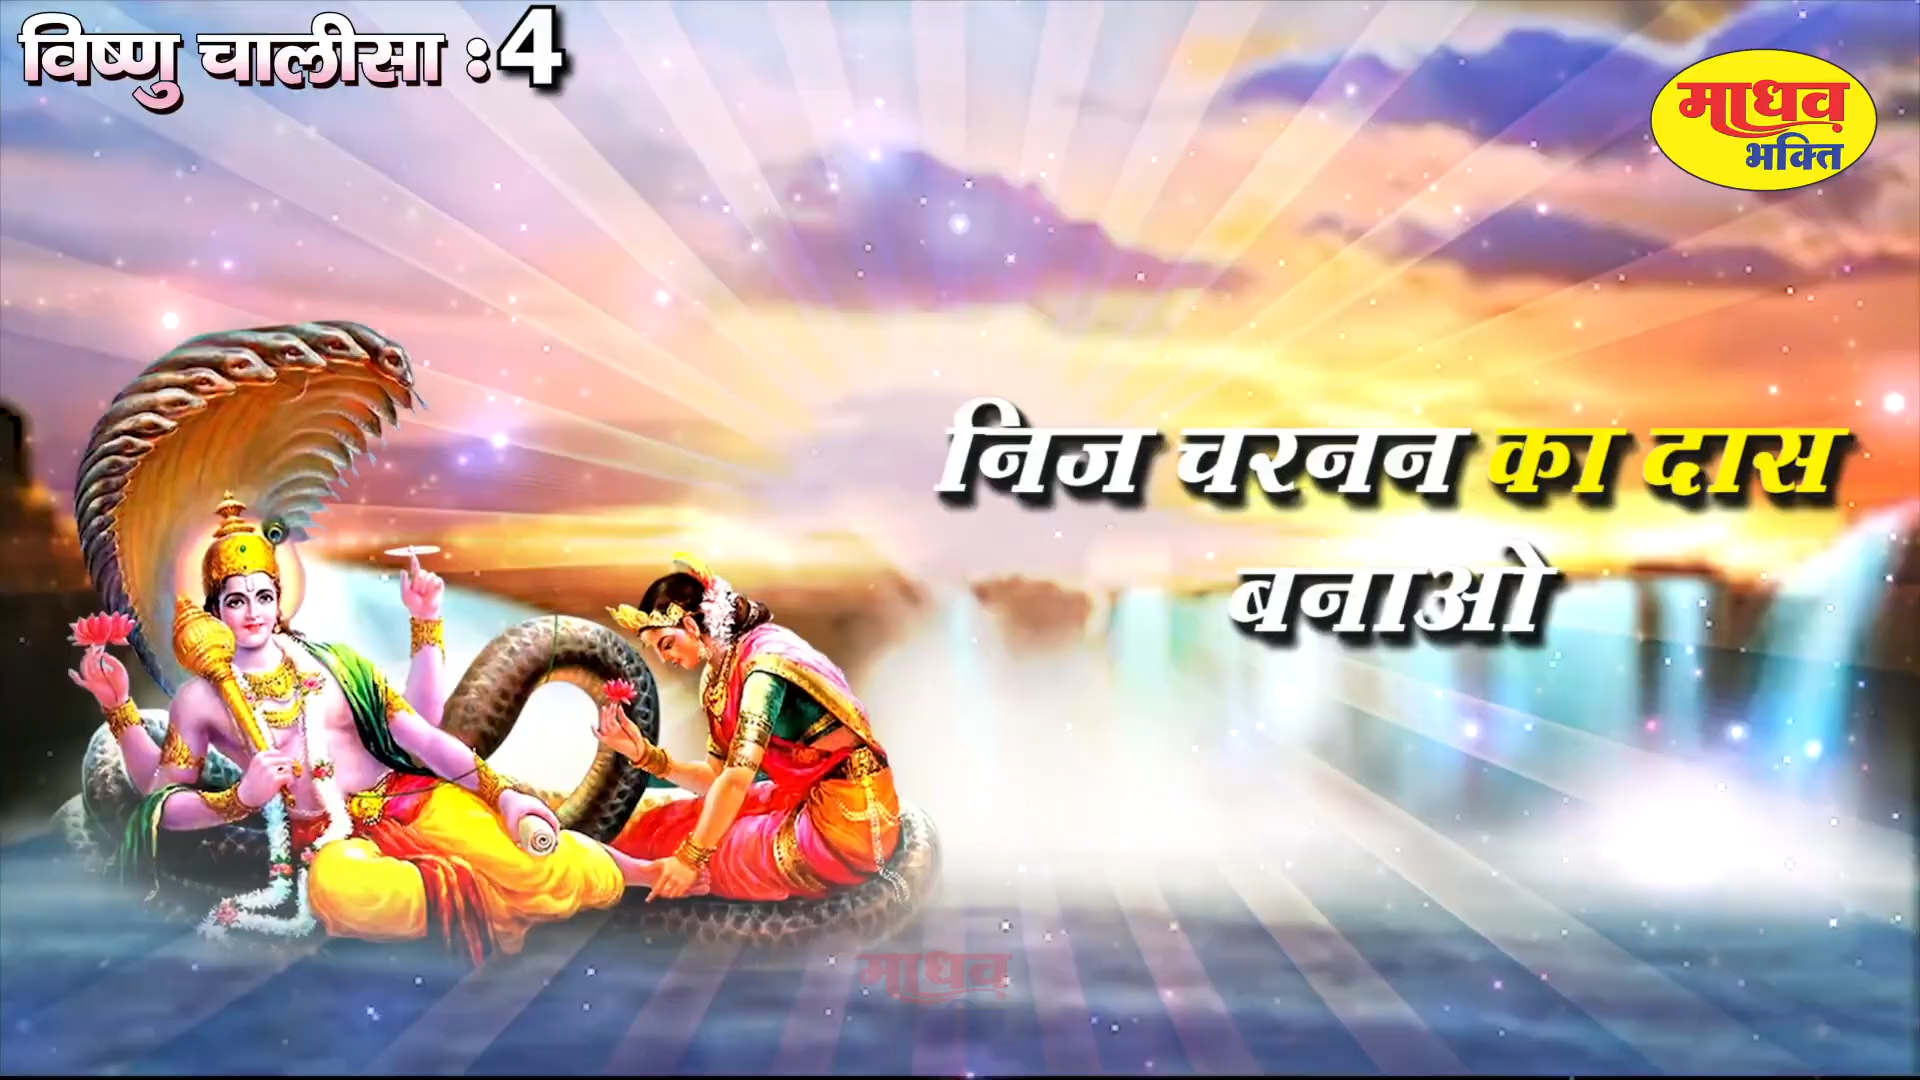 विष्णु चालीसा :4
माधव
भक्ति
निज चरनन का दास
बनाओ
माधव